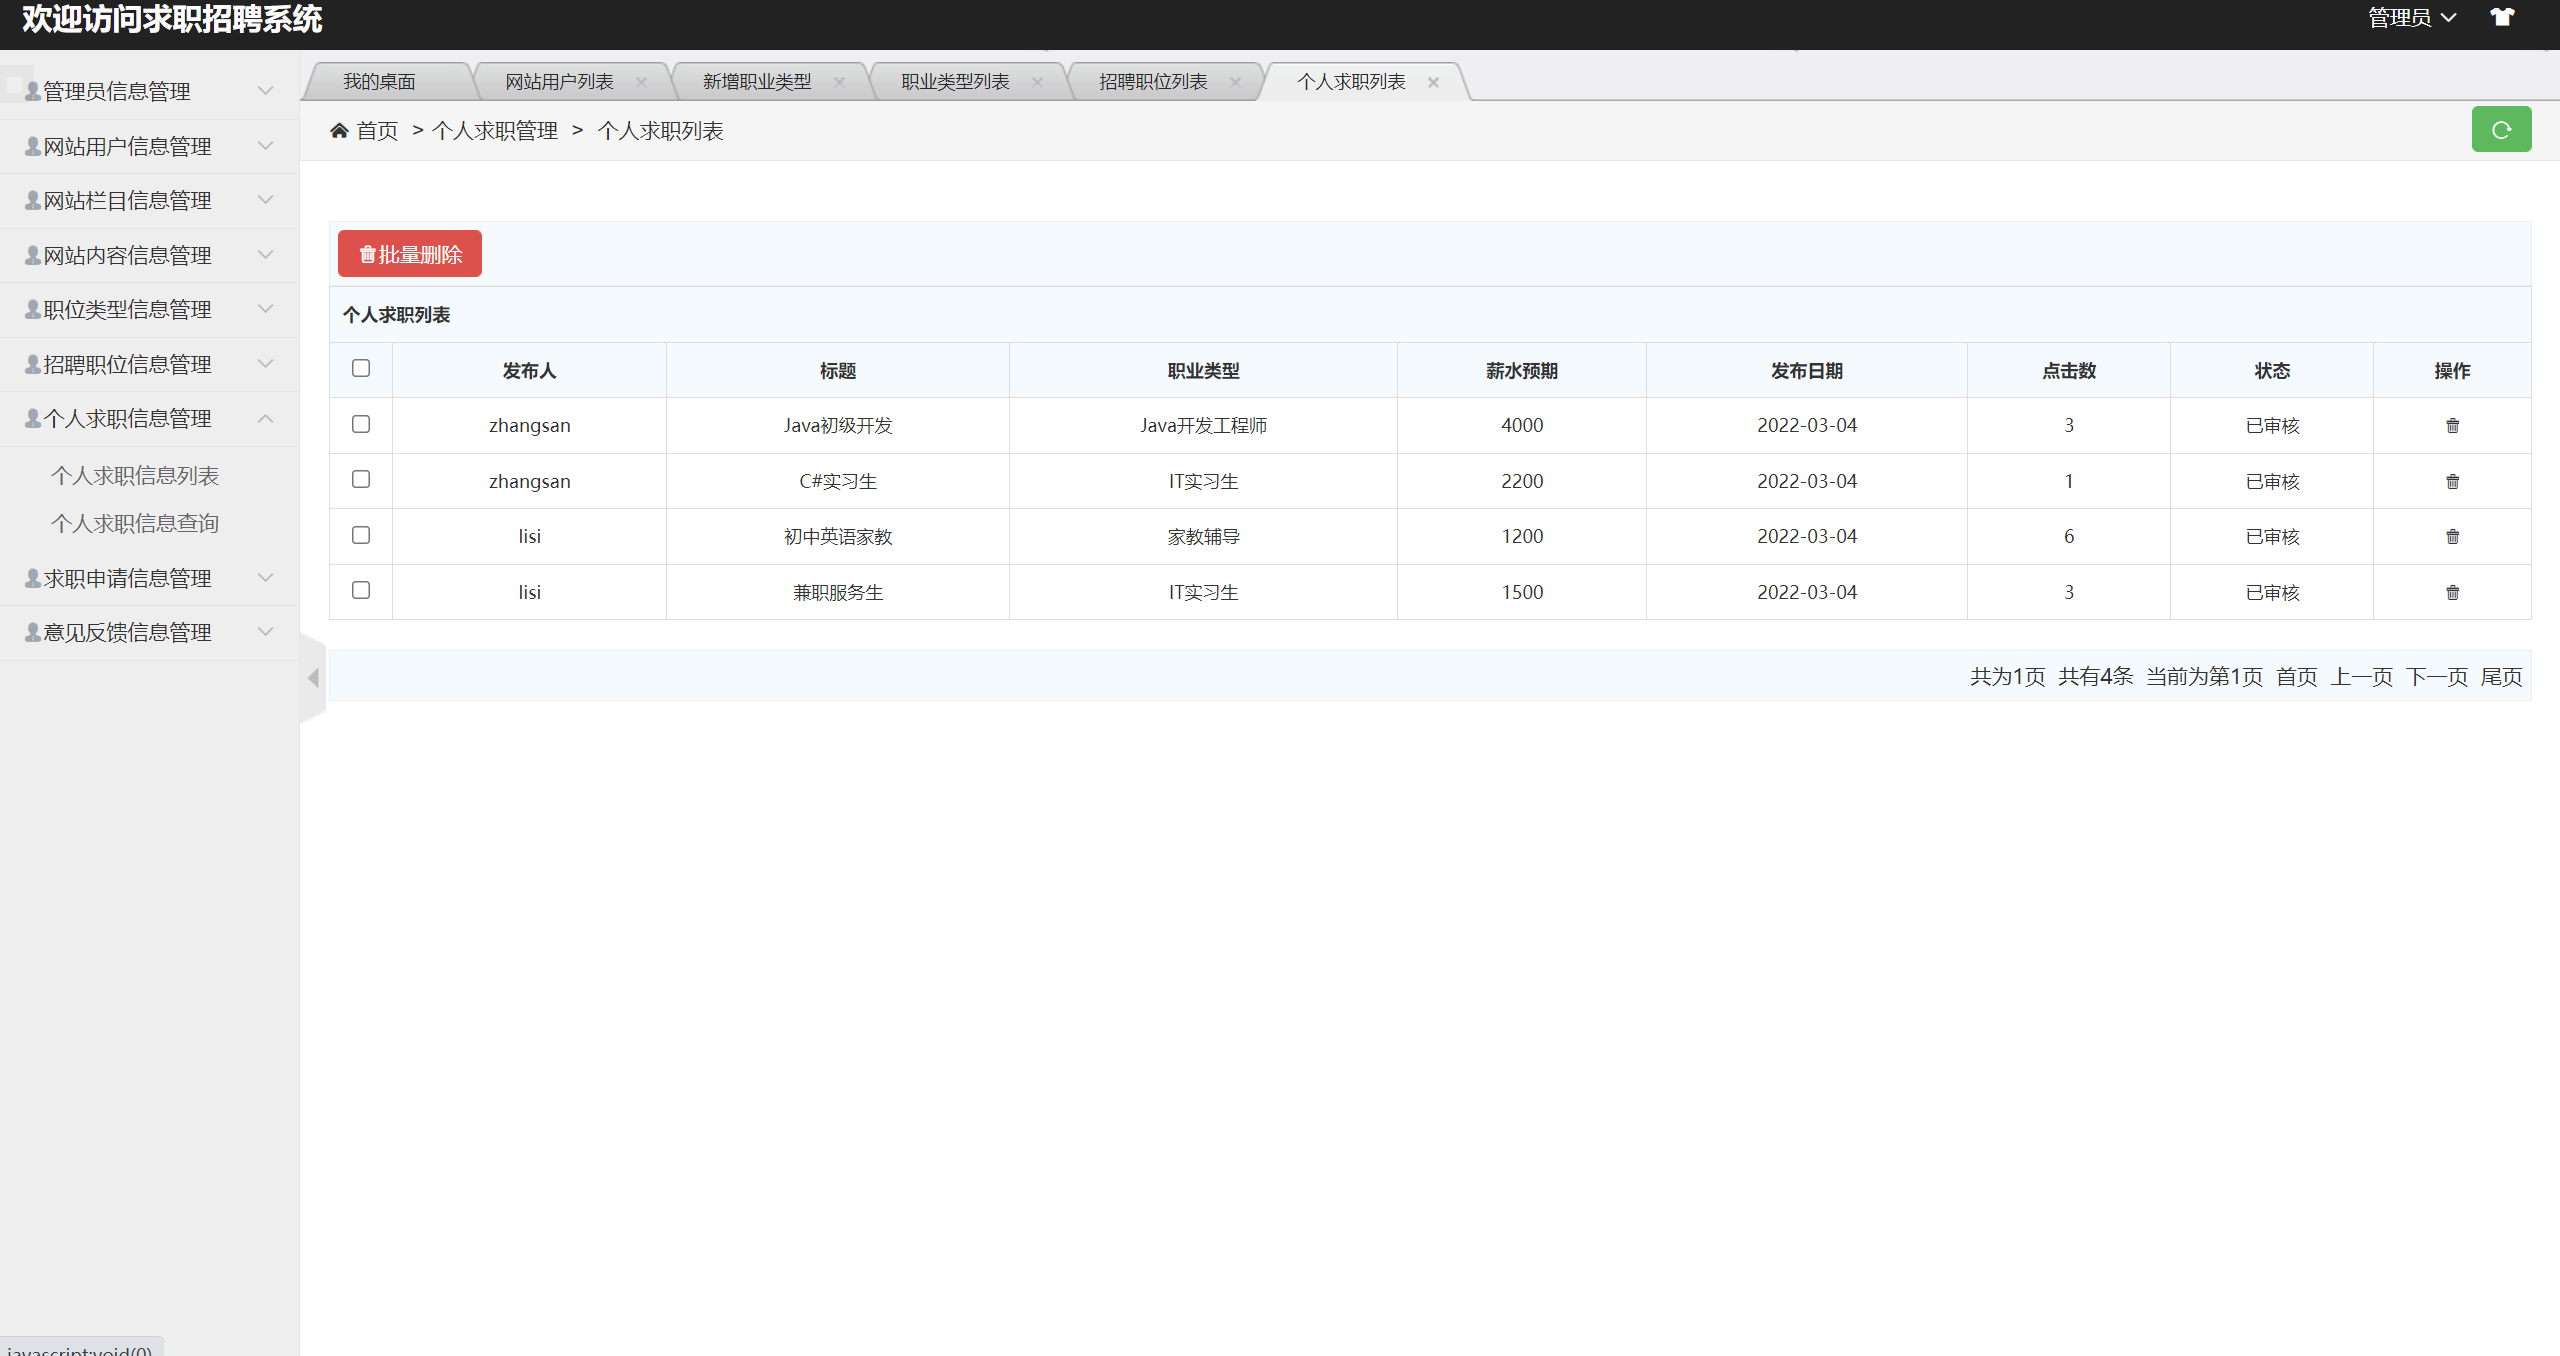 欢迎访问求职招聘系统
管理员
管理员信息管理
网站用户信息管理
网站栏目信息管理
网站内容信息管理
职位类型信息管理
招聘职位信息管理
个人求职信息管理
个人求职信息列表
个人求职信息查询
求职申请信息管理
意见反馈信息管理
我的桌面 网站用户列表 新增职业类型 职业类型列表 招聘职位列表 个人求职列表
首页 > 个人求职管理 > 个人求职列表
批量删除
个人求职列表
发布人 标题 职业类型 薪水预期 发布日期 点击数 状态 操作
zhangsan Java初级开发 Java开发工程师 4000 2022-03-04 3 已审核
zhangsan C#实习生 IT实习生 2200 2022-03-04 1 已审核
lisi 初中英语家教 家教辅导 1200 2022-03-04 6 已审核
lisi 兼职服务生 IT实习生 1500 2022-03-04 3 已审核
共为1页 共有4条 当前为第1页 首页 上一页 下一页 尾页
javascript:void(0)